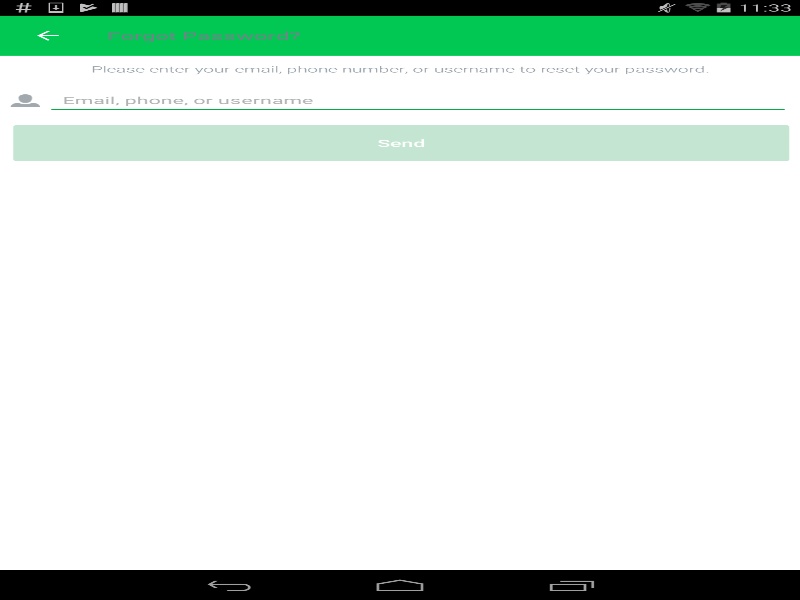 11:33
Forgot Password?
Please enter your email, phone number, or username to reset your password.
Email, phone, or username
Send